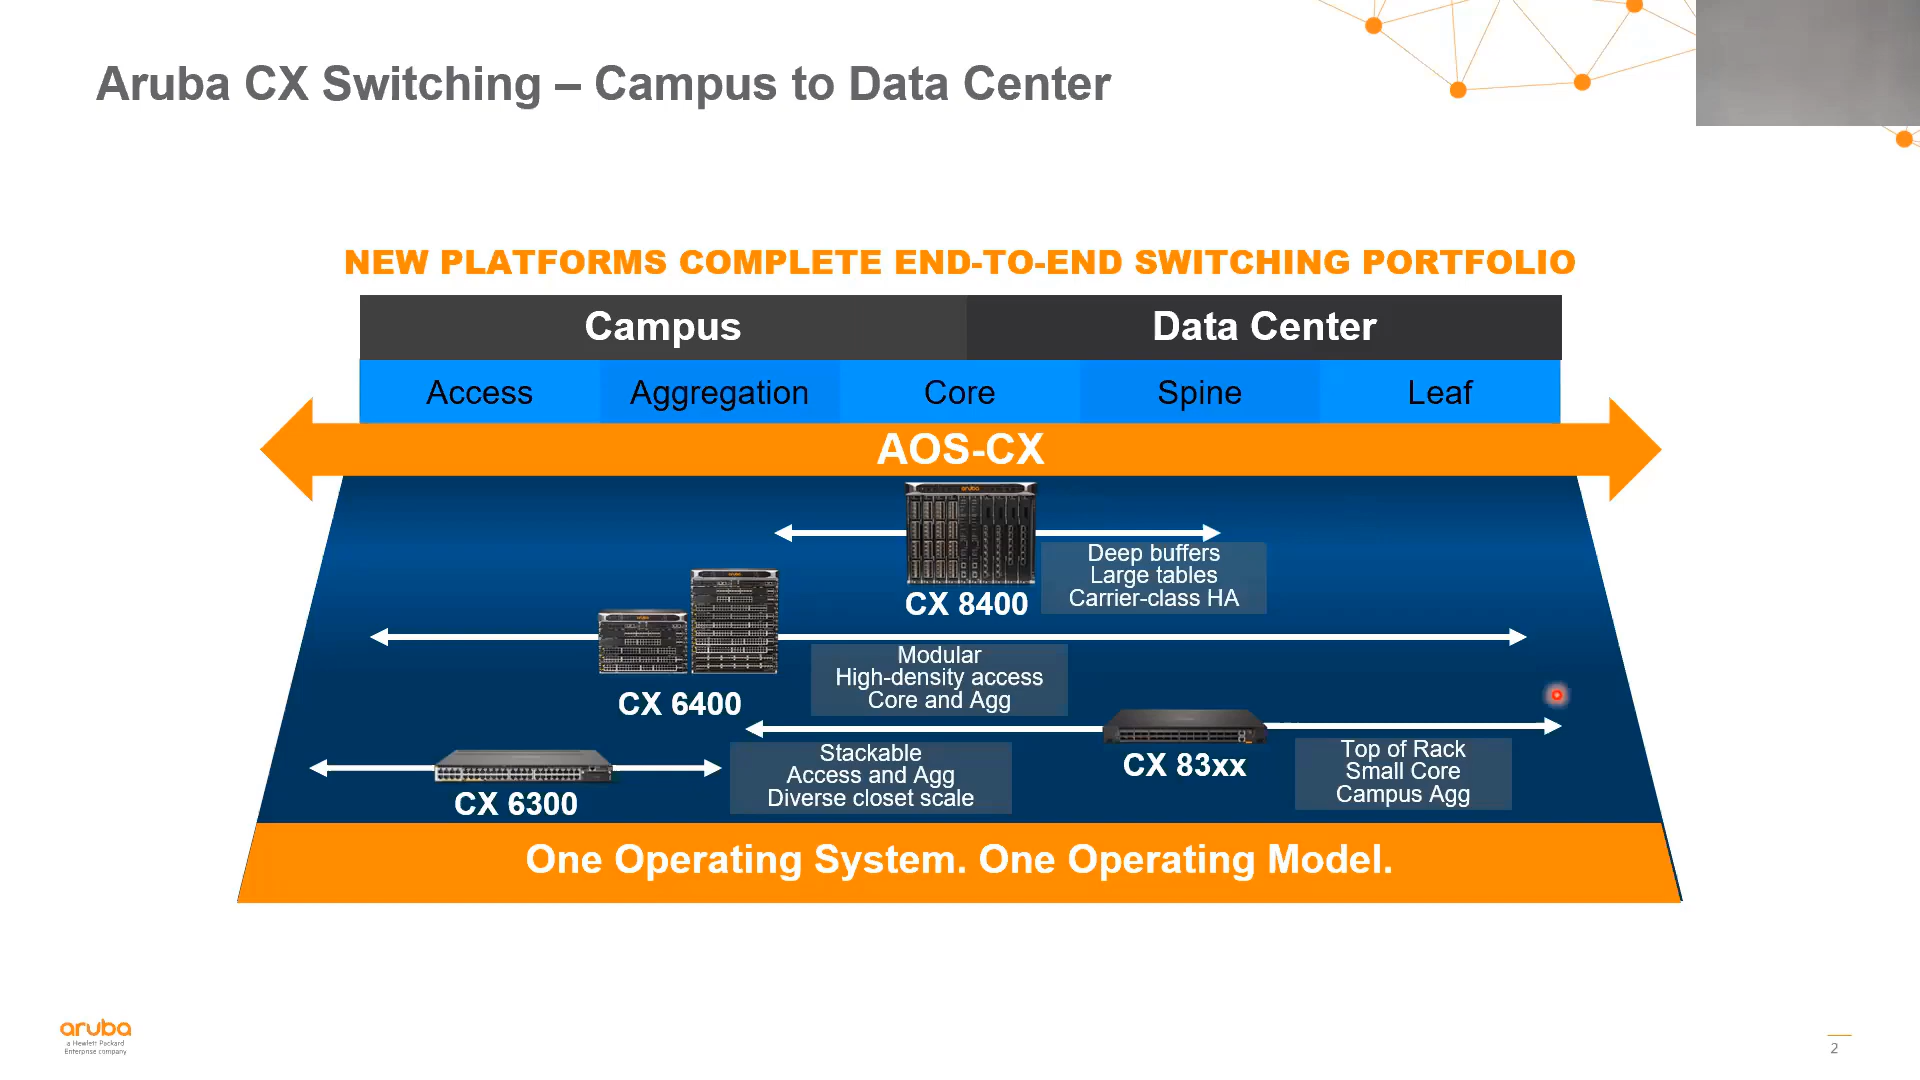 Aruba CX Switching – Campus to Data Center
NEW PLATFORMS COMPLETE END-TO-END SWITCHING PORTFOLIO
Campus
Data Center
Access
Aggregation
Core
Spine
Leaf
AOS-CX
aruba
Deep buffers
Large tables
Carrier-class HA
CX 8400
aruba
aruba
Modular
High-density access
Core and Agg
CX 6400
Stackable
Access and Agg
Diverse closet scale
CX 83xx
Top of Rack
Small Core
Campus Agg
CX 6300
One Operating System. One Operating Model.
aruba
a Hewlett Packard
Enterprise company
2